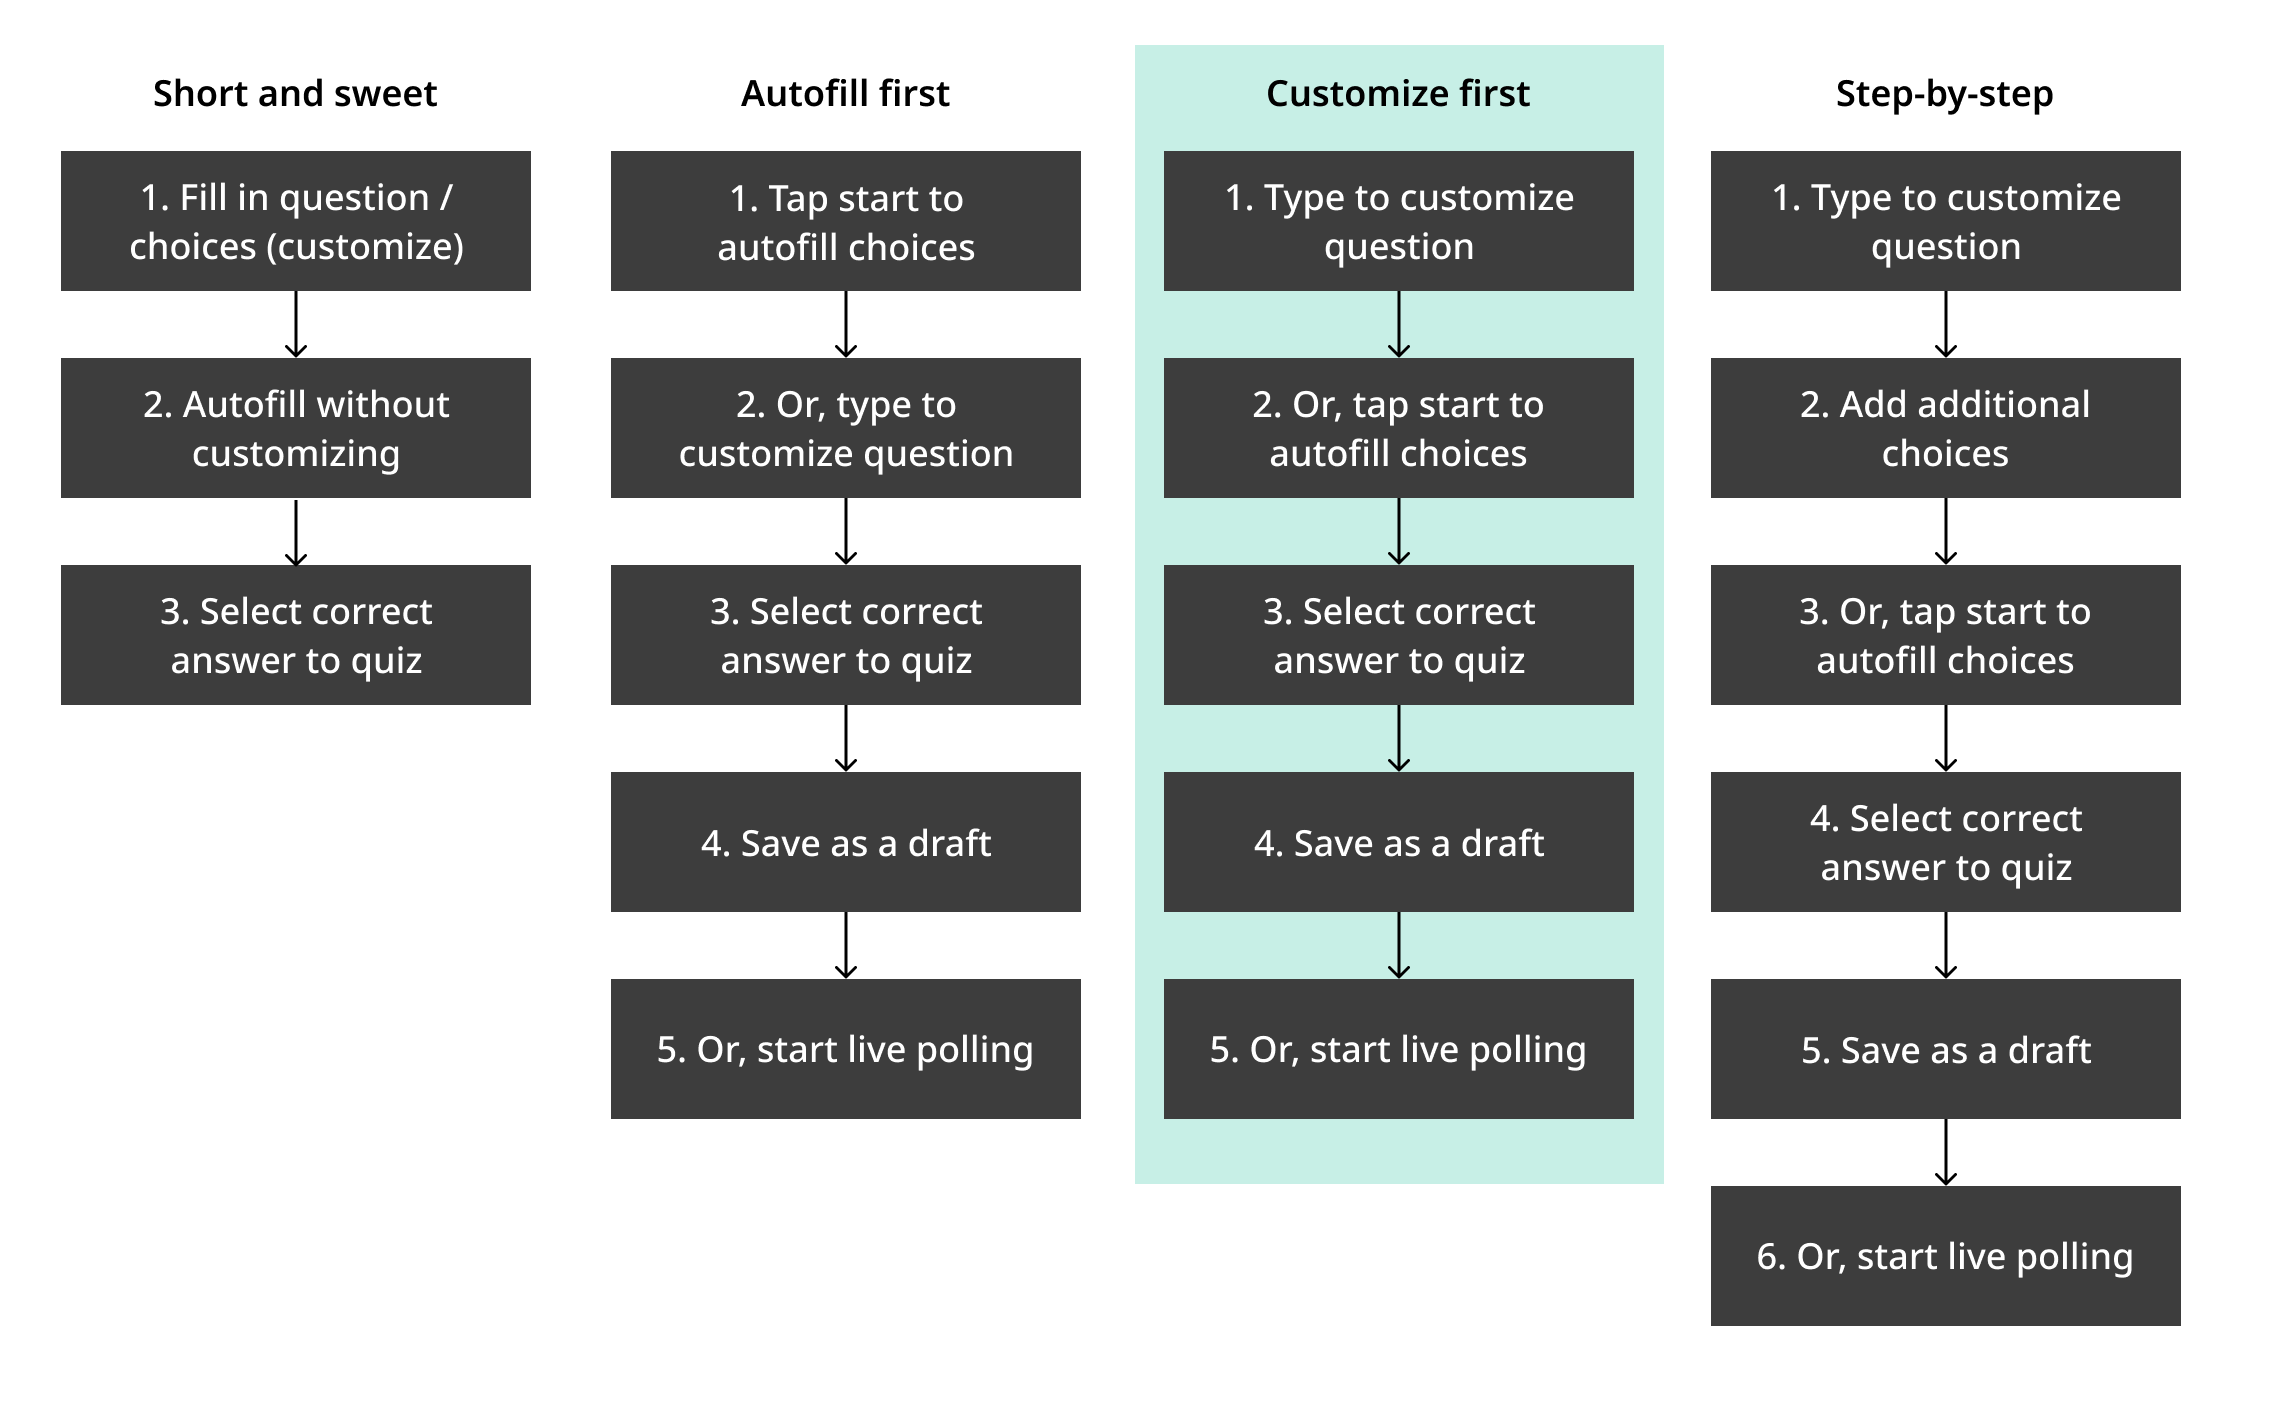 Short and sweet
1. Fill in question /
choices (customize)
2. Autofill without
customizing
3. Select correct
answer to quiz
Autofill first
1. Tap start to
autofill choices
2. Or, type to
customize question
3. Select correct
answer to quiz
4. Save as a draft
5. Or, start live polling
Customize first
1. Type to customize
question
2. Or, tap start to
autofill choices
3. Select correct
answer to quiz
4. Save as a draft
5. Or, start live polling
Step-by-step
1. Type to customize
question
2. Add additional
choices
3. Or, tap start to
autofill choices
4. Select correct
answer to quiz
5. Save as a draft
6. Or, start live polling